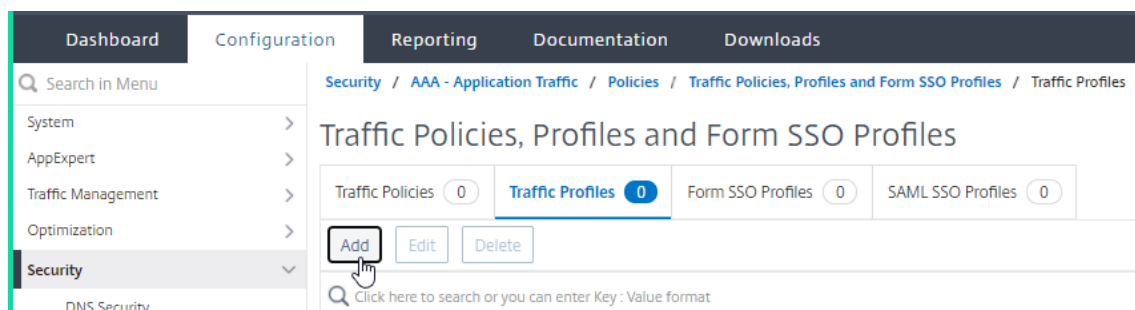 Dashboard Configuration Reporting Documentation Downloads
Search in Menu
Security / AAA - Application Traffic / Policies / Traffic Policies, Profiles and Form SSO Profiles / Traffic Profiles
System
AppExpert
Traffic Management
Optimization
Security
DNS Security
Traffic Policies, Profiles and Form SSO Profiles
Traffic Policies 0 Traffic Profiles 0 Form SSO Profiles 0 SAML SSO Profiles 0
Add Edit Delete
Click here to search or you can enter Key : Value format